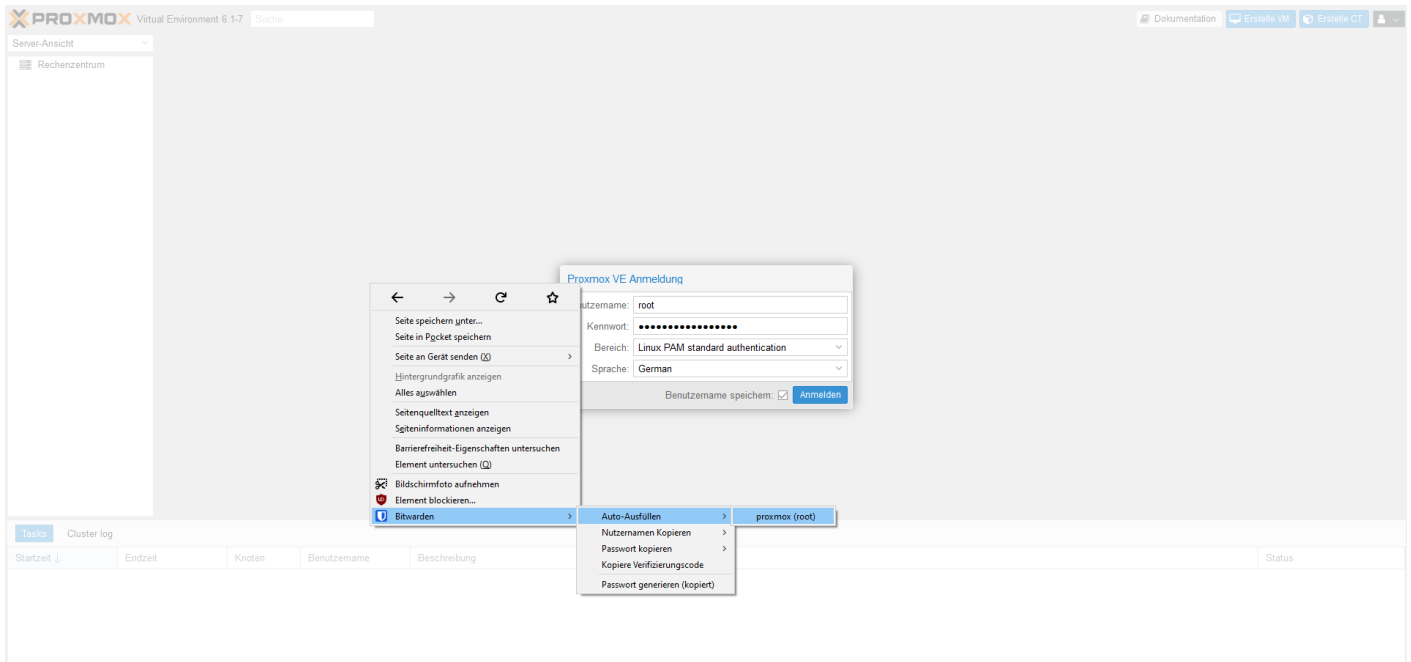 PROXMOX Virtual Environment 6.1-7 Suche Dokumentation Erstelle VM Erstelle CT
Server-Ansicht
Rechenzentrum
Proxmox VE Anmeldung
utzername: root
Kennwort:
Bereich: Linux PAM standard authentication
Sprache: German
Benutzername speichern: Anmelden
Seite speichern unter...
Seite in Pocket speichern
Seite an Gerät senden (X)
Hintergrundgrafik anzeigen
Alles auswählen
Seitenquelltext anzeigen
Seiteninformationen anzeigen
Barrierefreiheit-Eigenschaften untersuchen
Element untersuchen (Q)
Bildschirmfoto aufnehmen
Element blockieren...
Bitwarden
Auto-Ausfüllen
proxmox (root)
Nutzernamen Kopieren
Passwort kopieren
Kopiere Verifizierungscode
Passwort generieren (kopiert)
Tasks Cluster log
Startzeit Endzeit Knoten Benutzername Beschreibung Status